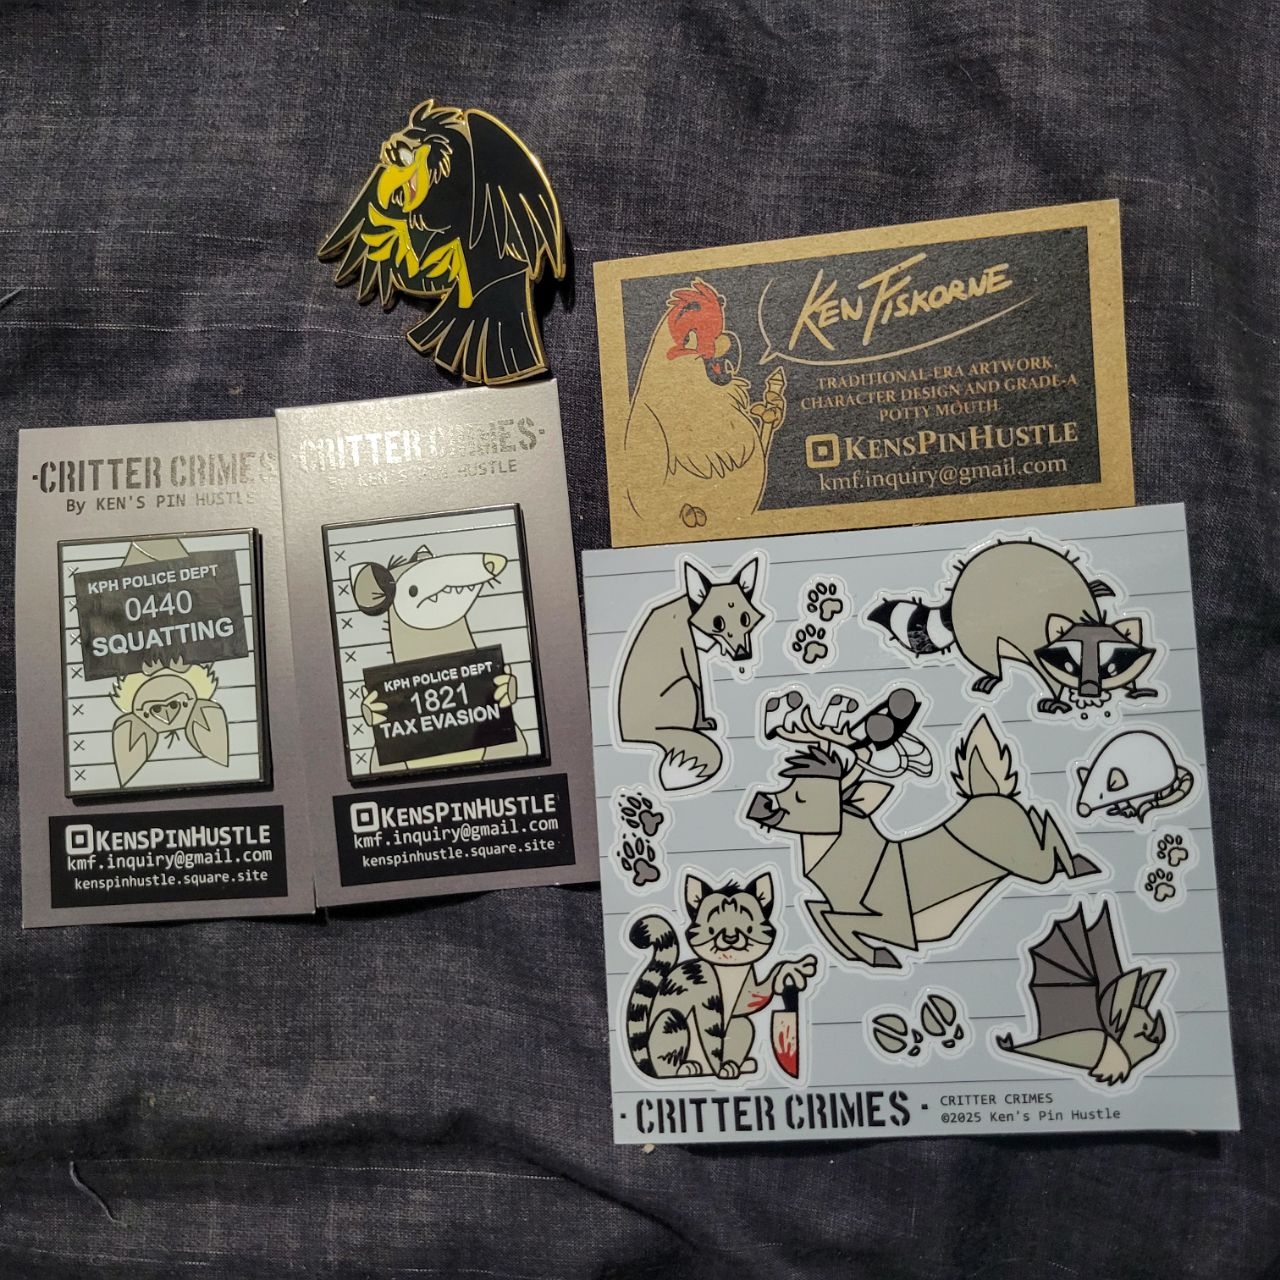 KEN FISKORNE
TRADITIONAL-ERA ARTWORK,
CHARACTER DESIGN AND GRADE-A
POTTY MOUTH
KENSPINHUSTLE
kmf.inquiry@gmail.com
·CRITTER CRIMES
By KEN'S PIN HUSTLE
KPH POLICE DEPT
0440
SQUATTING
KENSPINHUSTLE
kmf.inquiry@gmail.com
kenspinhustle.square.site
CRITTER CRIMES·
By KEN'S PIN HUSTLE
KPH POLICE DEPT
1821
TAX EVASION
KENSPINHUSTLE
kmf.inquiry@gmail.com
kenspinhustle.square.site
·CRITTER CRIMES·
CRITTER CRIMES
©2025 Ken's Pin Hustle